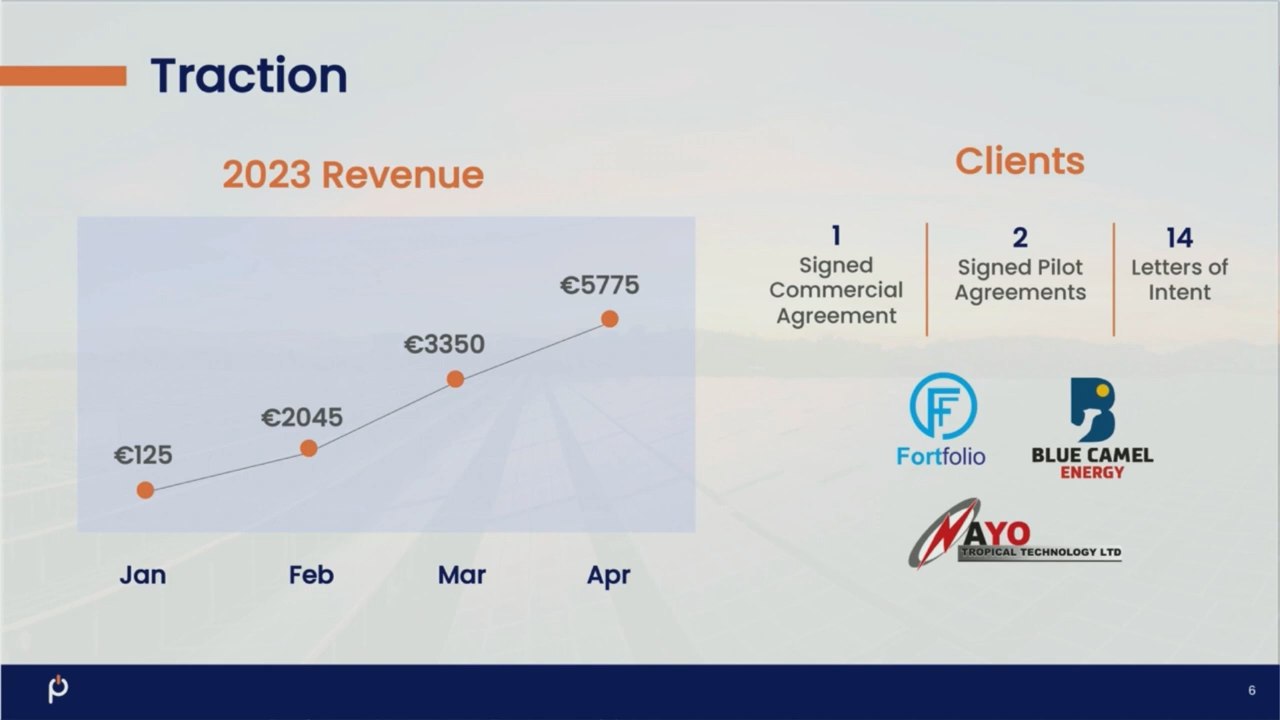 Traction
2023 Revenue
€5775
€3350
€2045
€125
Jan Feb Mar Apr
Clients
1
Signed
Commercial
Agreement
2
Signed Pilot
Agreements
14
Letters of
Intent
Fortfolio
BLUE CAMEL
ENERGY
NAYO
TROPICAL TECHNOLOGY LTD
6